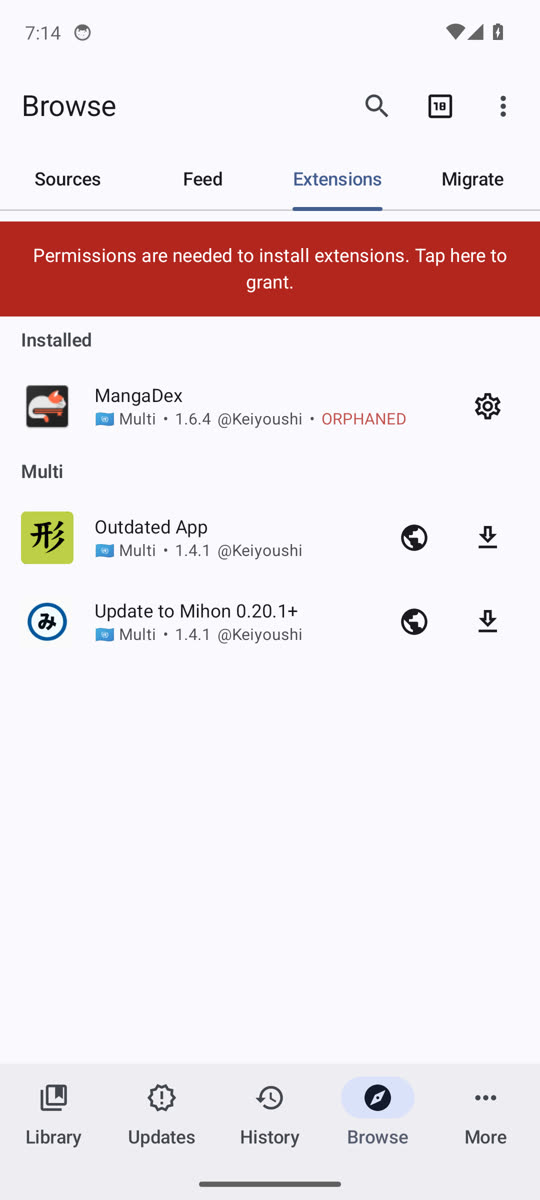 7:14
Browse
18
Sources
Feed
Extensions
Migrate
Permissions are needed to install extensions. Tap here to
grant.
Installed
MangaDex
Multi • 1.6.4 @Keiyoushi • ORPHANED
Multi
形
Outdated App
Multi • 1.4.1 @Keiyoushi
み
Update to Mihon 0.20.1+
Multi • 1.4.1 @Keiyoushi
Library
Updates
History
Browse
More